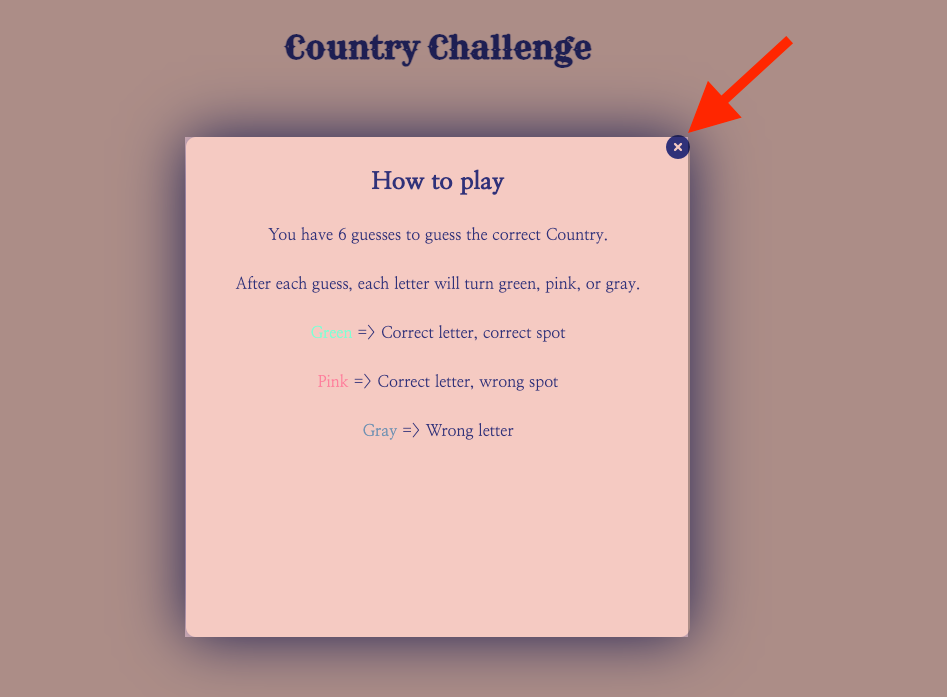 Country Challenge
How to play
You have 6 guesses to guess the correct Country.
After each guess, each letter will turn green, pink, or gray.
Green => Correct letter, correct spot
Pink => Correct letter, wrong spot
Gray => Wrong letter